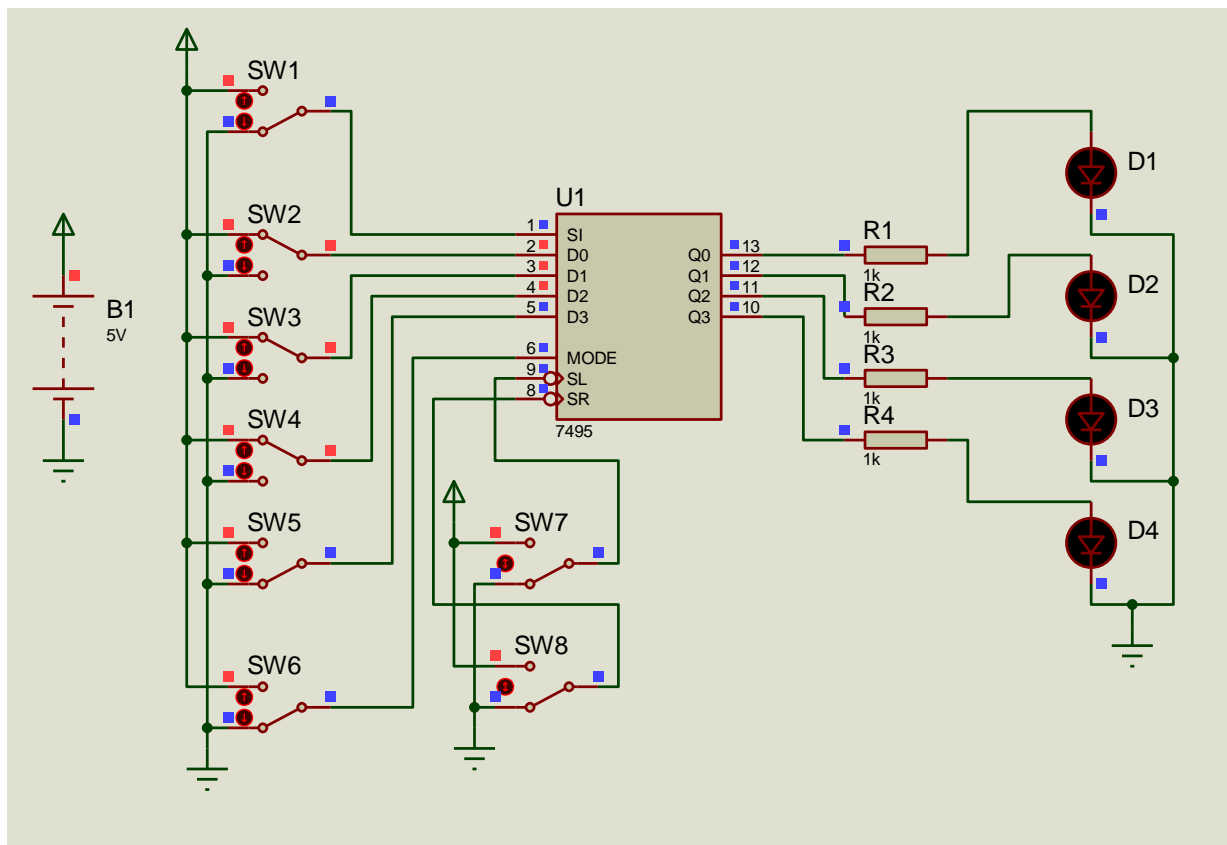 SW1
SW2
SW3
SW4
SW5
SW6
B1
5V
U1
1
SI
2
D0
3
D1
4
D2
5
D3
6
MODE
9
SL
8
SR
Q0
13
Q1
12
Q2
11
Q3
10
7495
SW7
SW8
R1
1k
R2
1k
R3
1k
R4
1k
D1
D2
D3
D4